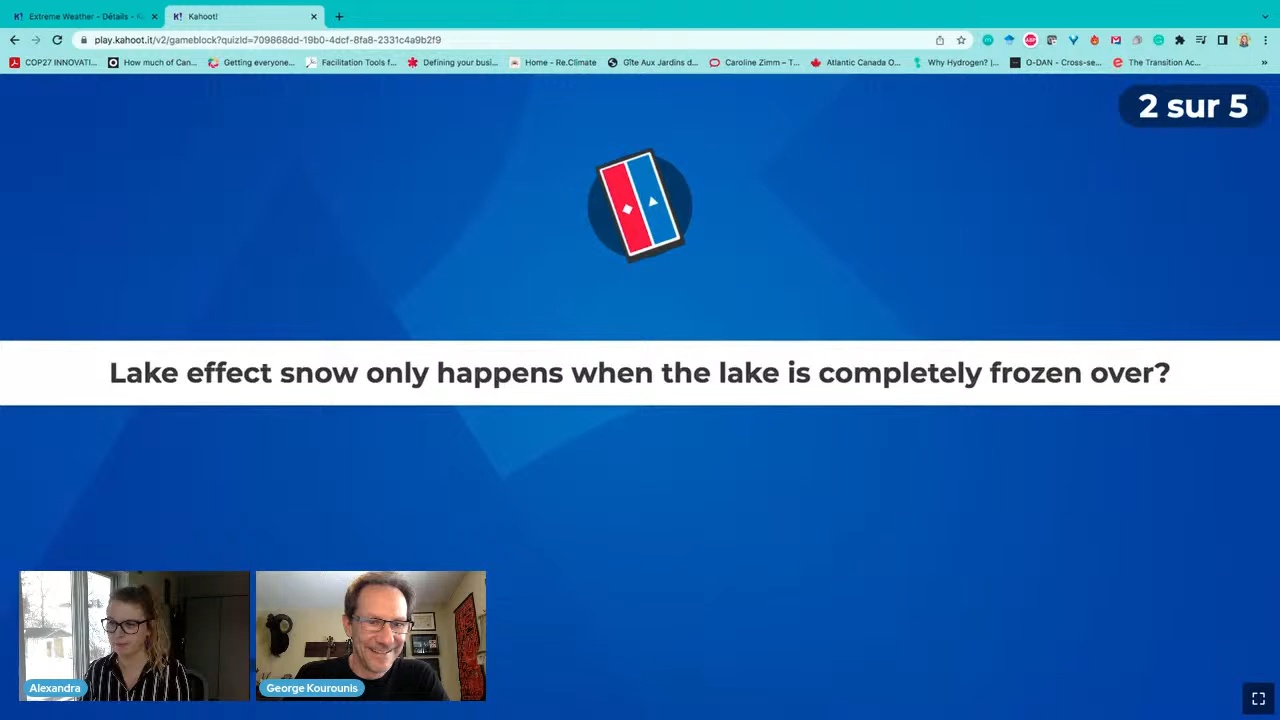 Extreme Weather - Détails - K
Kahoot!
play.kahoot.it/v2/gameblock?quizId=709868dd-19b0-4dcf-8fa8-2331c4a9b2f9
COP27 INNOVATI...
How much of Can...
Getting everyone...
Facilitation Tools f...
Defining your busi...
Home - Re.Climate
Gîte Aux Jardins d...
Caroline Zimm – T...
Atlantic Canada O...
Why Hydrogen? |...
O-DAN - Cross-se...
The Transition Ac...
2 sur 5
Lake effect snow only happens when the lake is completely frozen over?
Alexandra
George Kourounis